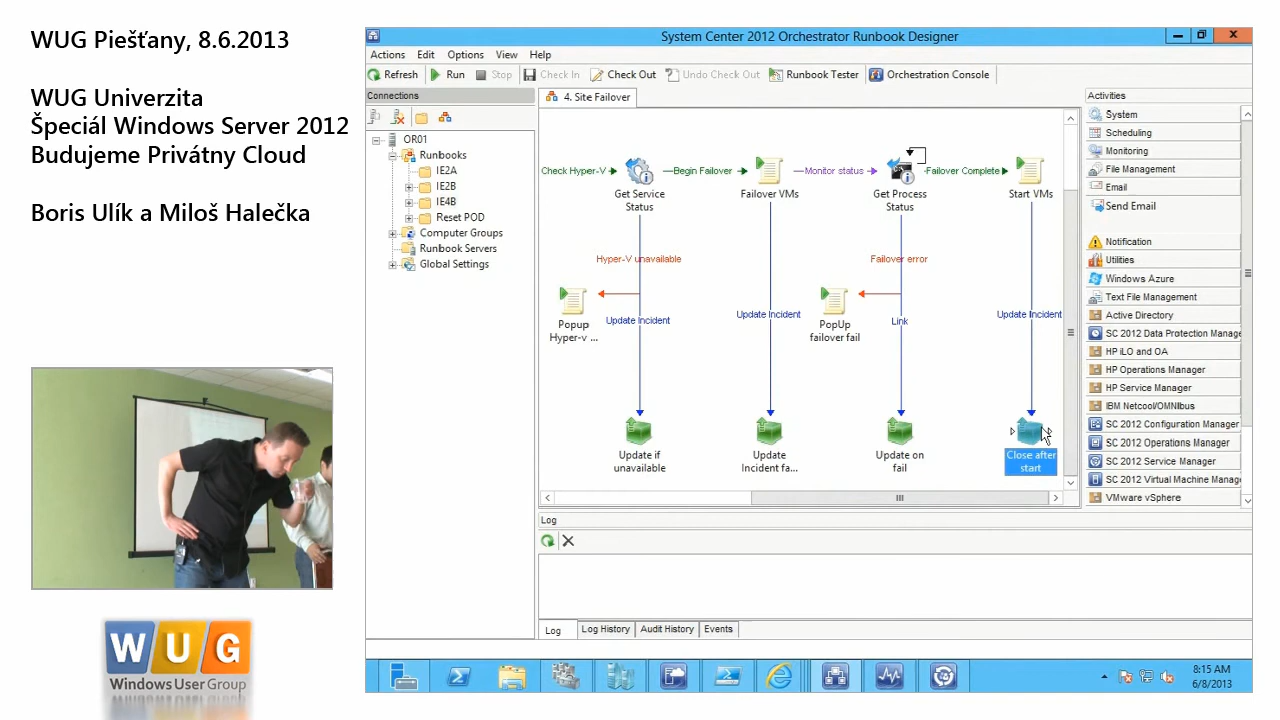 WUG Piešťany, 8.6.2013
WUG Univerzita
Špeciál Windows Server 2012
Budujeme Privátny Cloud
Boris Ulík a Miloš Halečka
WUG
Windows User Group
System Center 2012 Orchestrator Runbook Designer
Actions Edit Options View Help
Refresh Run Stop Check In Check Out Undo Check Out Runbook Tester Orchestration Console
Connections
OR01
Runbooks
IE2A
IE2B
IE4B
Reset POD
Computer Groups
Runbook Servers
Global Settings
4. Site Failover
Check Hyper-V
Begin Failover
Monitor status
Failover Complete
Get Service
Status
Failover VMs
Get Process
Status
Start VMs
Hyper-V unavailable
Failover error
Popup
Hyper-v ...
Update Incident
Update Incident
PopUp
failover fail
Link
Update Incident
Update if
unavailable
Update
Incident fa...
Update on
fail
Close after
start
Log
Log Log History Audit History Events
Activities
System
Scheduling
Monitoring
File Management
Email
Send Email
Notification
Utilities
Windows Azure
Text File Management
Active Directory
SC 2012 Data Protection Manage
HP iLO and OA
HP Operations Manager
HP Service Manager
IBM Netcool/OMNIbus
SC 2012 Configuration Manager
SC 2012 Operations Manager
SC 2012 Service Manager
SC 2012 Virtual Machine Manag
VMware vSphere
8:15 AM
6/8/2013